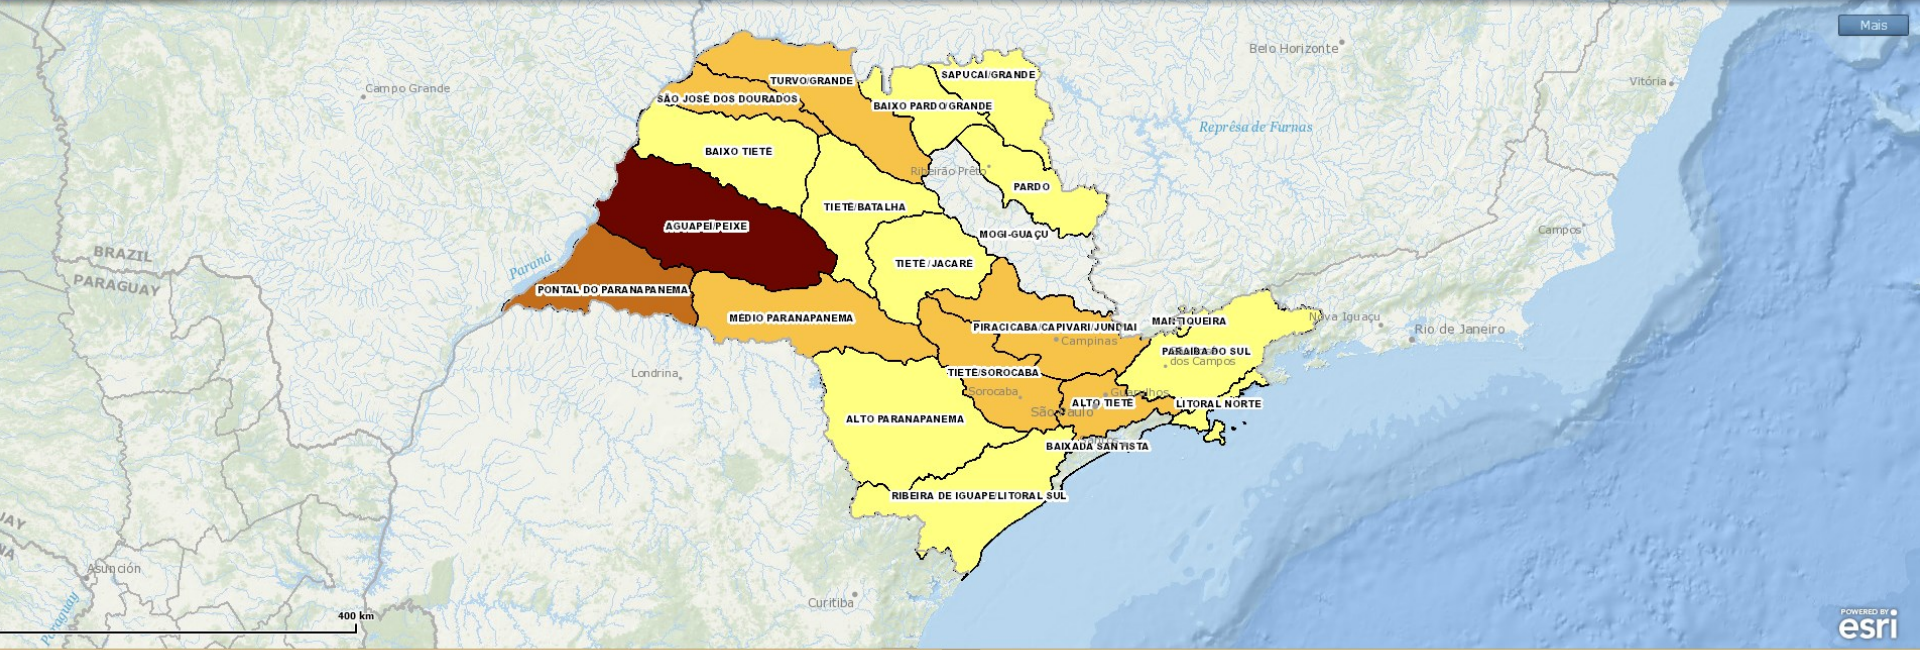 Mais
Belo Horizonte
Vitória
Campo Grande
SAPUCAÍ/GRANDE
TURVO/GRANDE
SÃO JOSÉ DOS DOURADOS
BAIXO PARDO/GRANDE
Reprêsa de Furnas
BAIXO TIETÊ
Ribeirão Prêto
PARDO
TIETÊ/BATALHA
AGUAPEÍ/PEIXE
MOGI-GUAÇU
Campos
BRAZIL
PARAGUAY
Paraná
TIETÊ/JACARÉ
PONTAL DO PARANAPANEMA
MÉDIO PARANAPANEMA
PIRACICABA/CAPIVARI/JUNDIAÍ
MANTIQUEIRA
Nova Iguaçu
Rio de Janeiro
Campinas
PARAÍBA DO SUL
dos Campos
Londrina
TIETÊ/SOROCABA
Sorocaba
Guarulhos
ALTO TIETÊ
LITORAL NORTE
São Paulo
ALTO PARANAPANEMA
BAIXADA SANTISTA
RIBEIRA DE IGUAPE/LITORAL SUL
Asunción
Paraguay
Curitiba
400 km
POWERED BY
esri